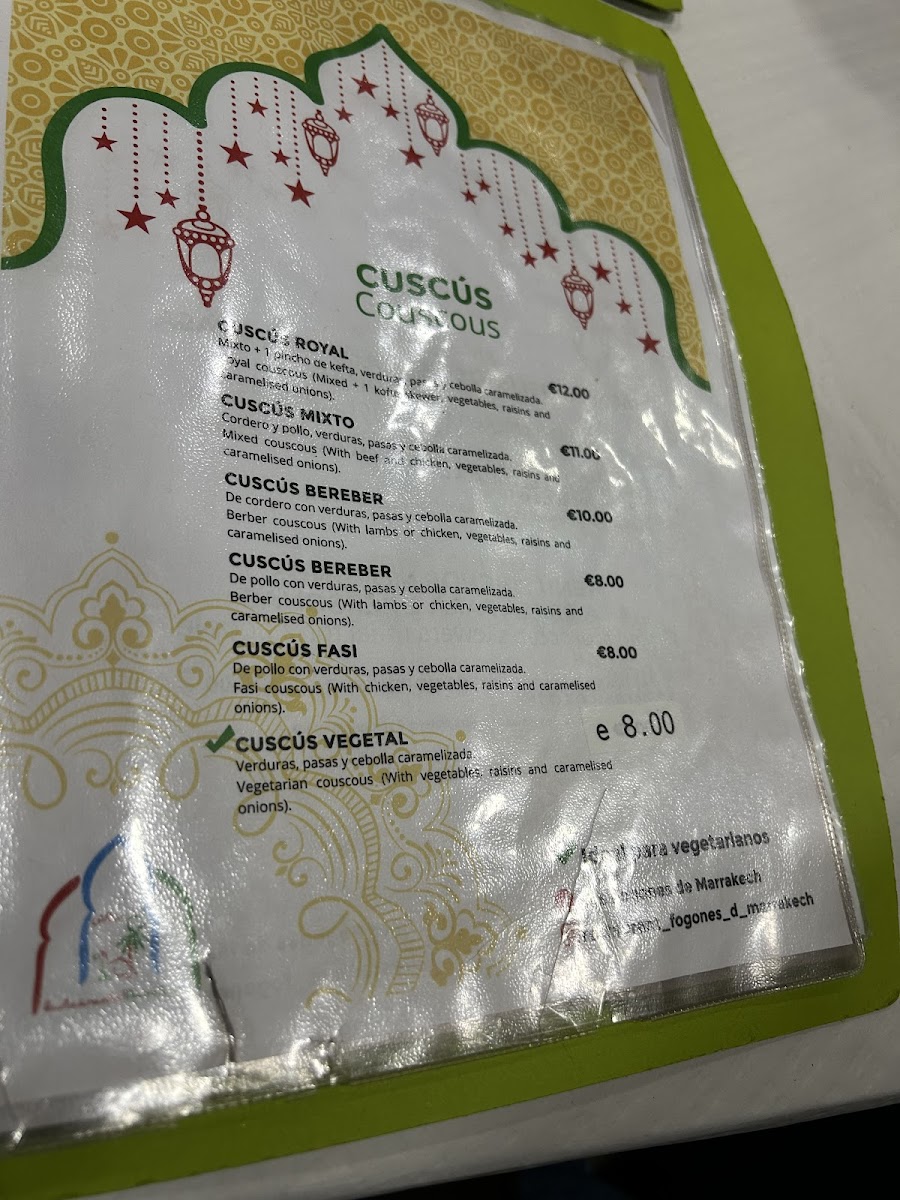 CUSCÚS
Couscous
CUSCÚS ROYAL
Mixto + 1 pincho de kefta, verduras, pasas y cebolla caramelizada. €12.00
Royal couscous (Mixed + 1 kofte skewer, vegetables, raisins and
caramelised onions).
CUSCÚS MIXTO
Cordero y pollo, verduras, pasas y cebolla caramelizada. €11.00
Mixed couscous (With beef and chicken, vegetables, raisins and
caramelised onions).
CUSCÚS BEREBER
De cordero con verduras, pasas y cebolla caramelizada. €10.00
Berber couscous (With lambs or chicken, vegetables, raisins and
caramelised onions).
CUSCÚS BEREBER
De pollo con verduras, pasas y cebolla caramelizada. €8.00
Berber couscous (With lambs or chicken, vegetables, raisins and
caramelised onions).
CUSCÚS FASI €8.00
De pollo con verduras, pasas y cebolla caramelizada.
Fasi couscous (With chicken, vegetables, raisins and caramelised
onions).
CUSCÚS VEGETAL e 8.00
Verduras, pasas y cebolla caramelizada.
Vegetarian couscous (With vegetables, raisins and caramelised
onions).
Ideal para vegetarianos
de Marrakech
_fogones_d_marrakech